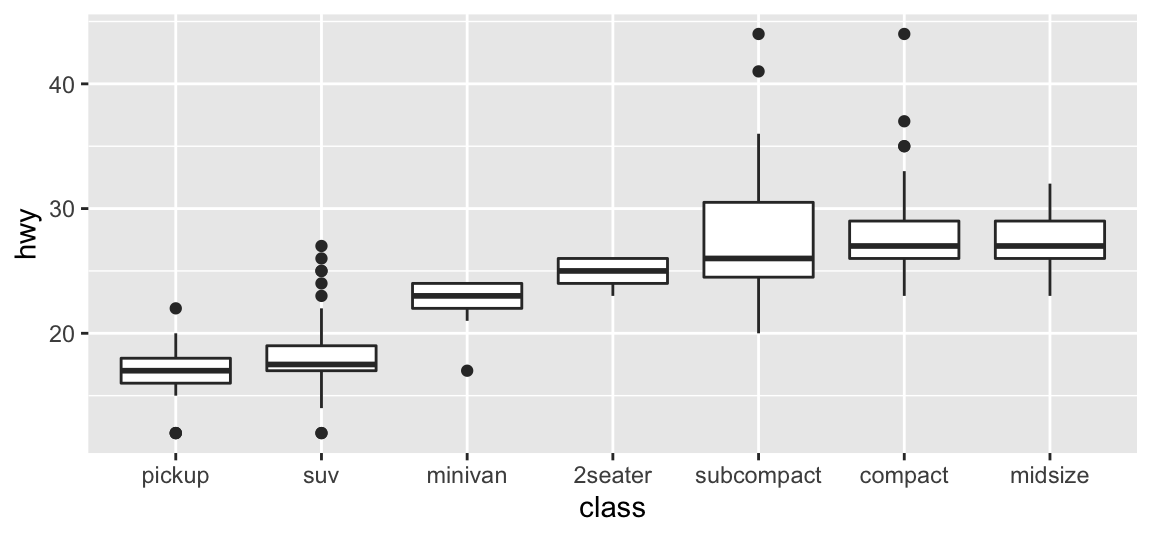 40
30
20
hwy
pickup suv minivan 2seater subcompact compact midsize
class